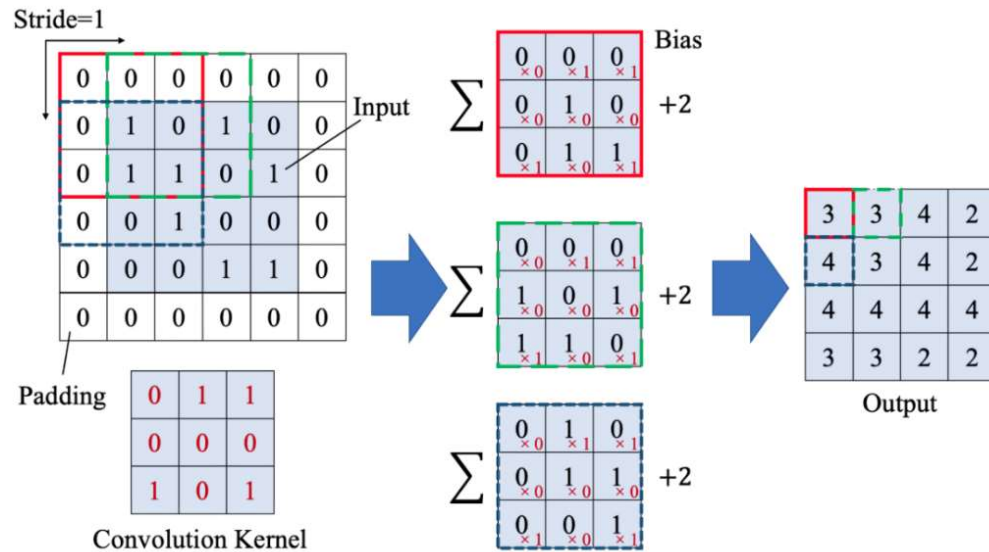 Stride=1
0 0 0 0 0 0
0 1 0 1 0 0
0 1 1 0 1 0
0 0 1 0 0 0
0 0 0 1 1 0
0 0 0 0 0 0
Input
Padding
0 1 1
0 0 0
1 0 1
Convolution Kernel
Bias
∑
0×0 0×1 0×1
0×0 1×0 0×0
0×1 1×0 1×1
+2
∑
0×0 0×1 0×1
1×0 0×0 1×0
1×1 1×0 0×1
+2
∑
0×0 1×1 0×1
0×0 1×0 1×0
0×1 0×0 1×1
+2
3 3 4 2
4 3 4 2
4 4 4 4
3 3 2 2
Output